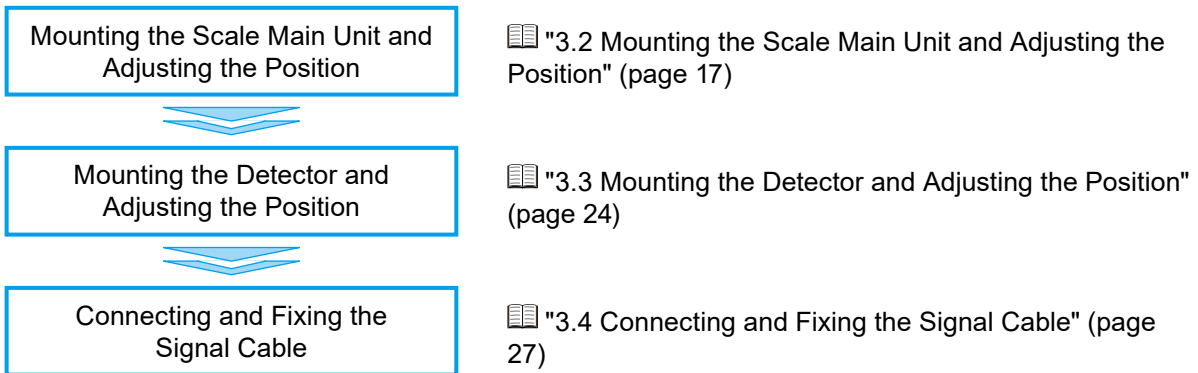 Mounting the Scale Main Unit and
Adjusting the Position
"3.2 Mounting the Scale Main Unit and Adjusting the
Position" (page 17)
Mounting the Detector and
Adjusting the Position
"3.3 Mounting the Detector and Adjusting the Position"
(page 24)
Connecting and Fixing the
Signal Cable
"3.4 Connecting and Fixing the Signal Cable" (page
27)